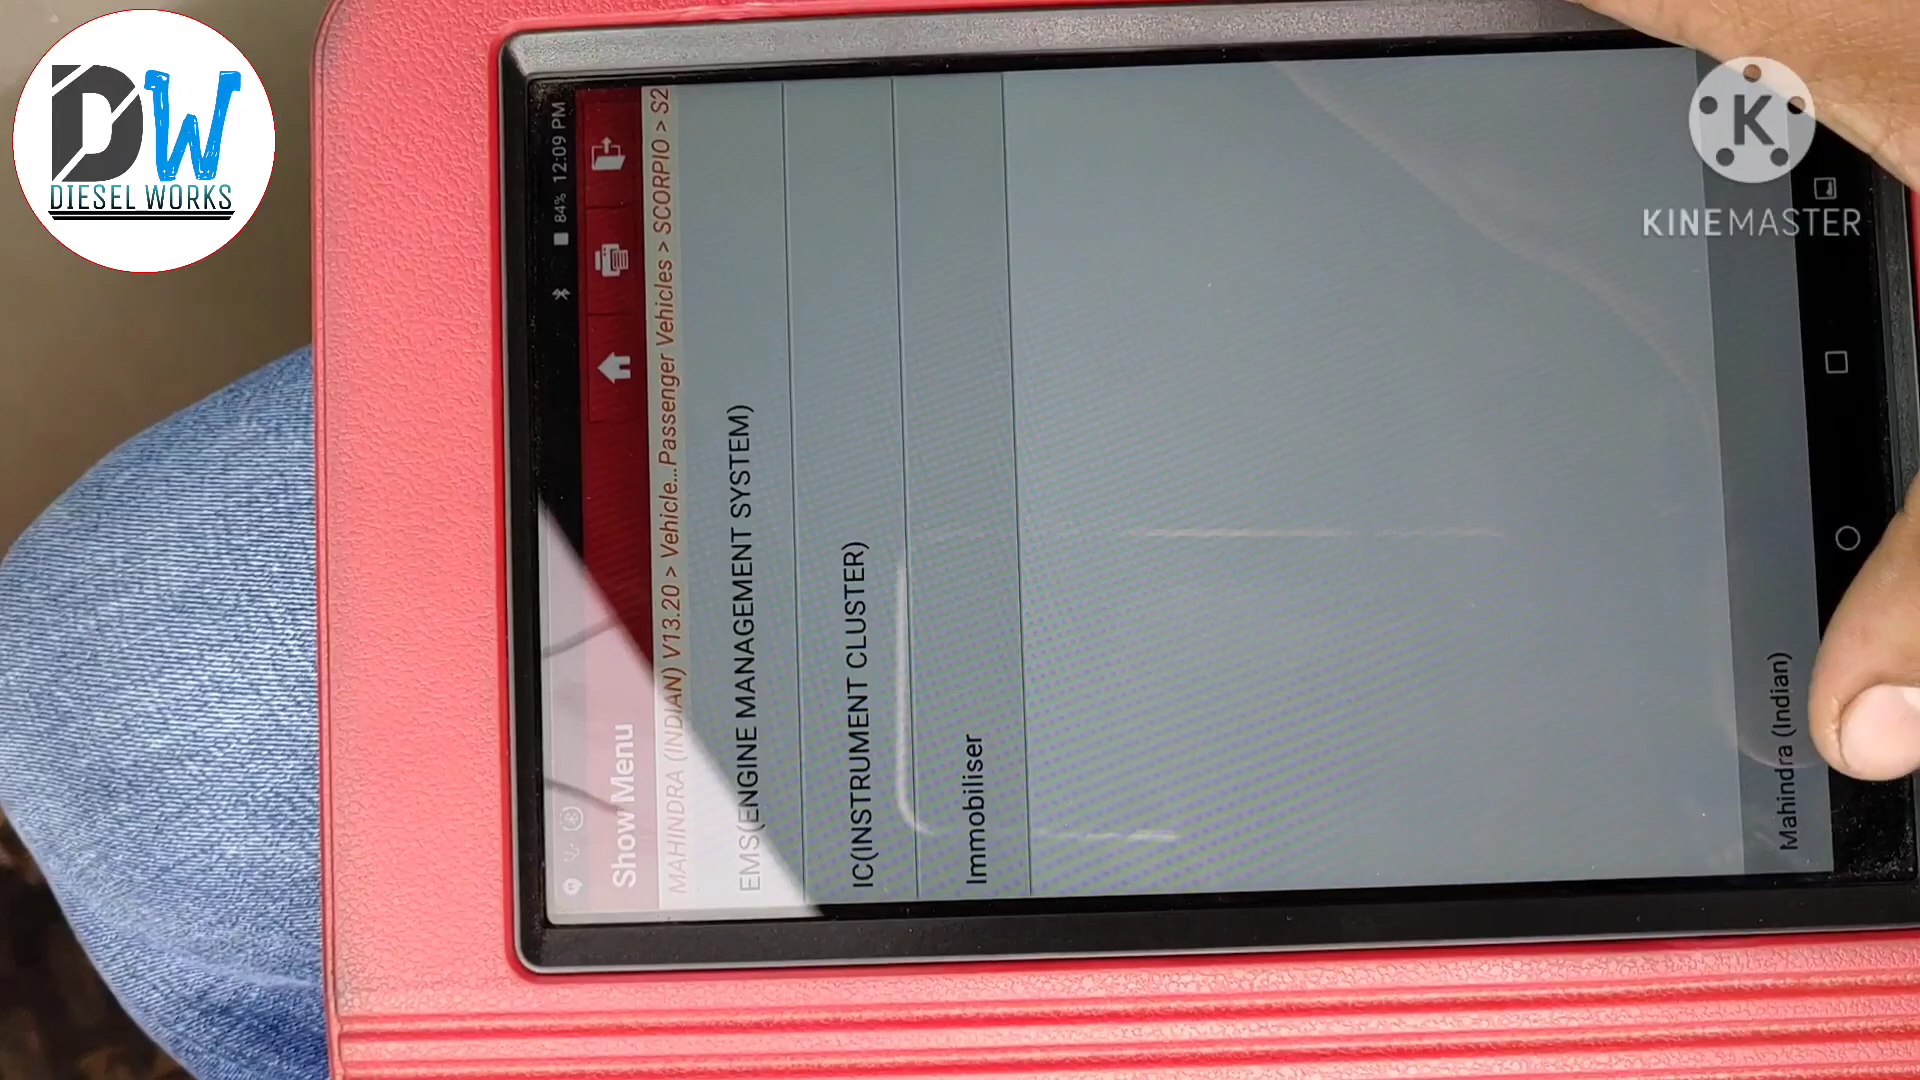 DW
DIESEL WORKS
K
KINEMASTER
84% 12:09 PM
Show Menu
MAHINDRA (INDIAN) V13.20 > Vehicle...Passenger Vehicles > SCORPIO > S2
EMS(ENGINE MANAGEMENT SYSTEM)
IC(INSTRUMENT CLUSTER)
Immobiliser
Mahindra (Indian)